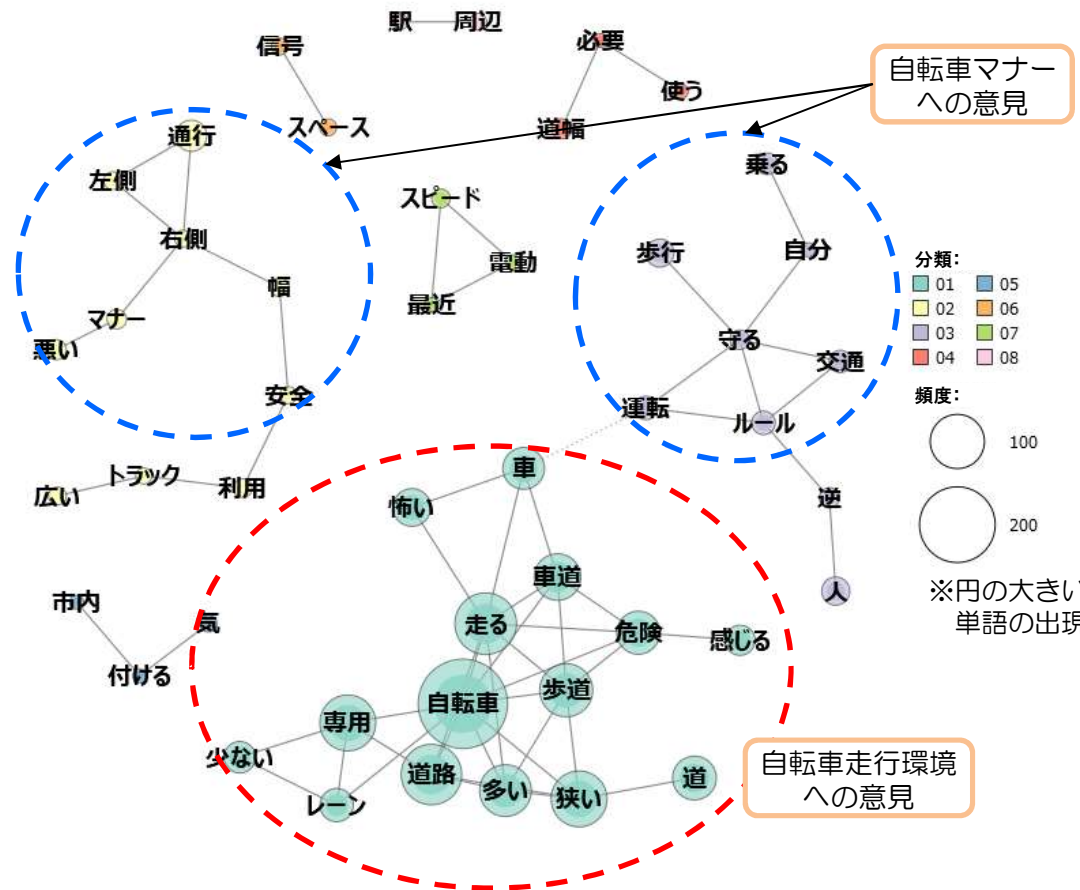 駅
周辺
信号
スペース
必要
使う
道幅
自転車マナー
への意見
通行
左側
右側
幅
マナー
悪い
安全
利用
トラック
広い
スピード
電動
最近
乗る
自分
歩行
守る
交通
運転
ルール
逆
人
分類:
01 05
02 06
03 07
04 08
頻度:
100
200
※円の大きい
単語の出現
車
怖い
車道
走る
危険
感じる
自転車
歩道
専用
少ない
レーン
道路
多い
狭い
道
市内
気
付ける
自転車走行環境
への意見